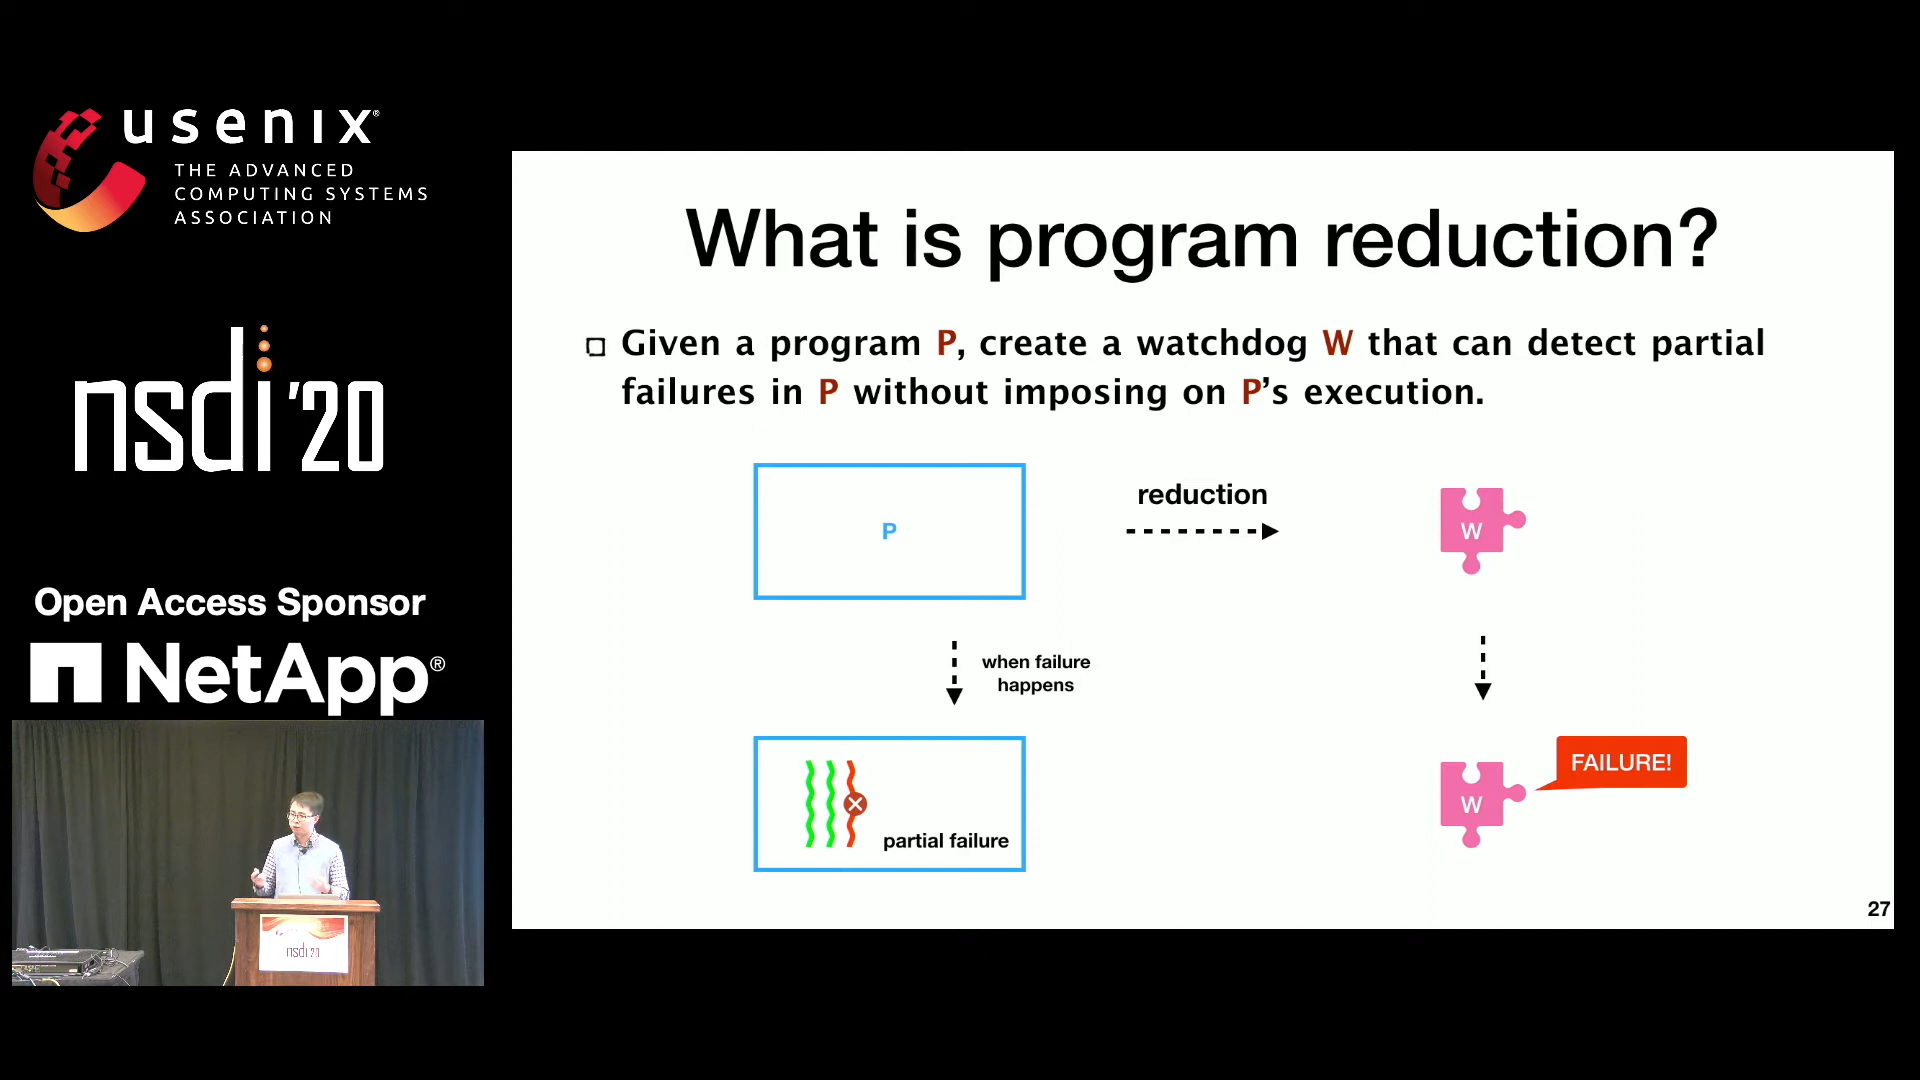 usenix®
THE ADVANCED
COMPUTING SYSTEMS
ASSOCIATION
nsdi '20
Open Access Sponsor
NetApp®
nsdi 20
What is program reduction?
Given a program P, create a watchdog W that can detect partial
failures in P without imposing on P’s execution.
P
reduction
W
when failure
happens
partial failure
W
FAILURE!
27